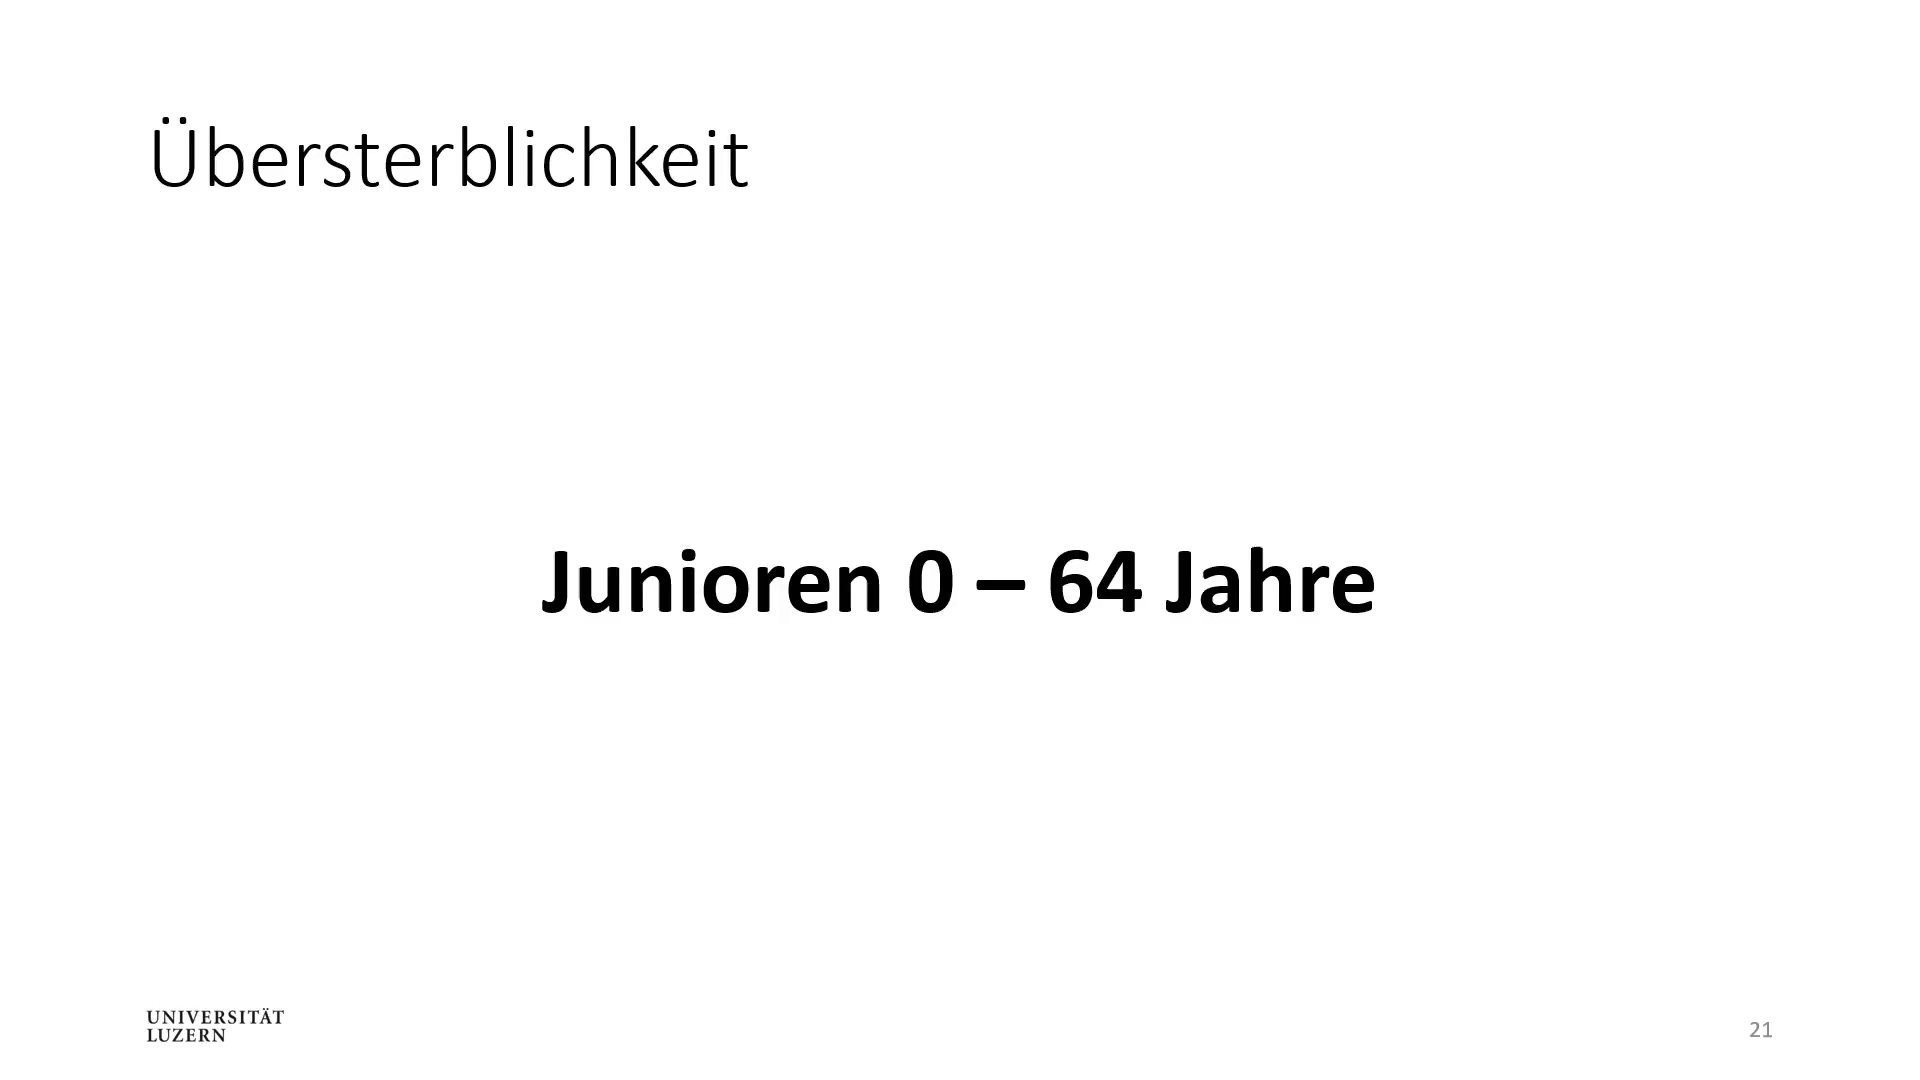 Übersterblichkeit
Junioren 0 – 64 Jahre
UNIVERSITÄT
LUZERN
21